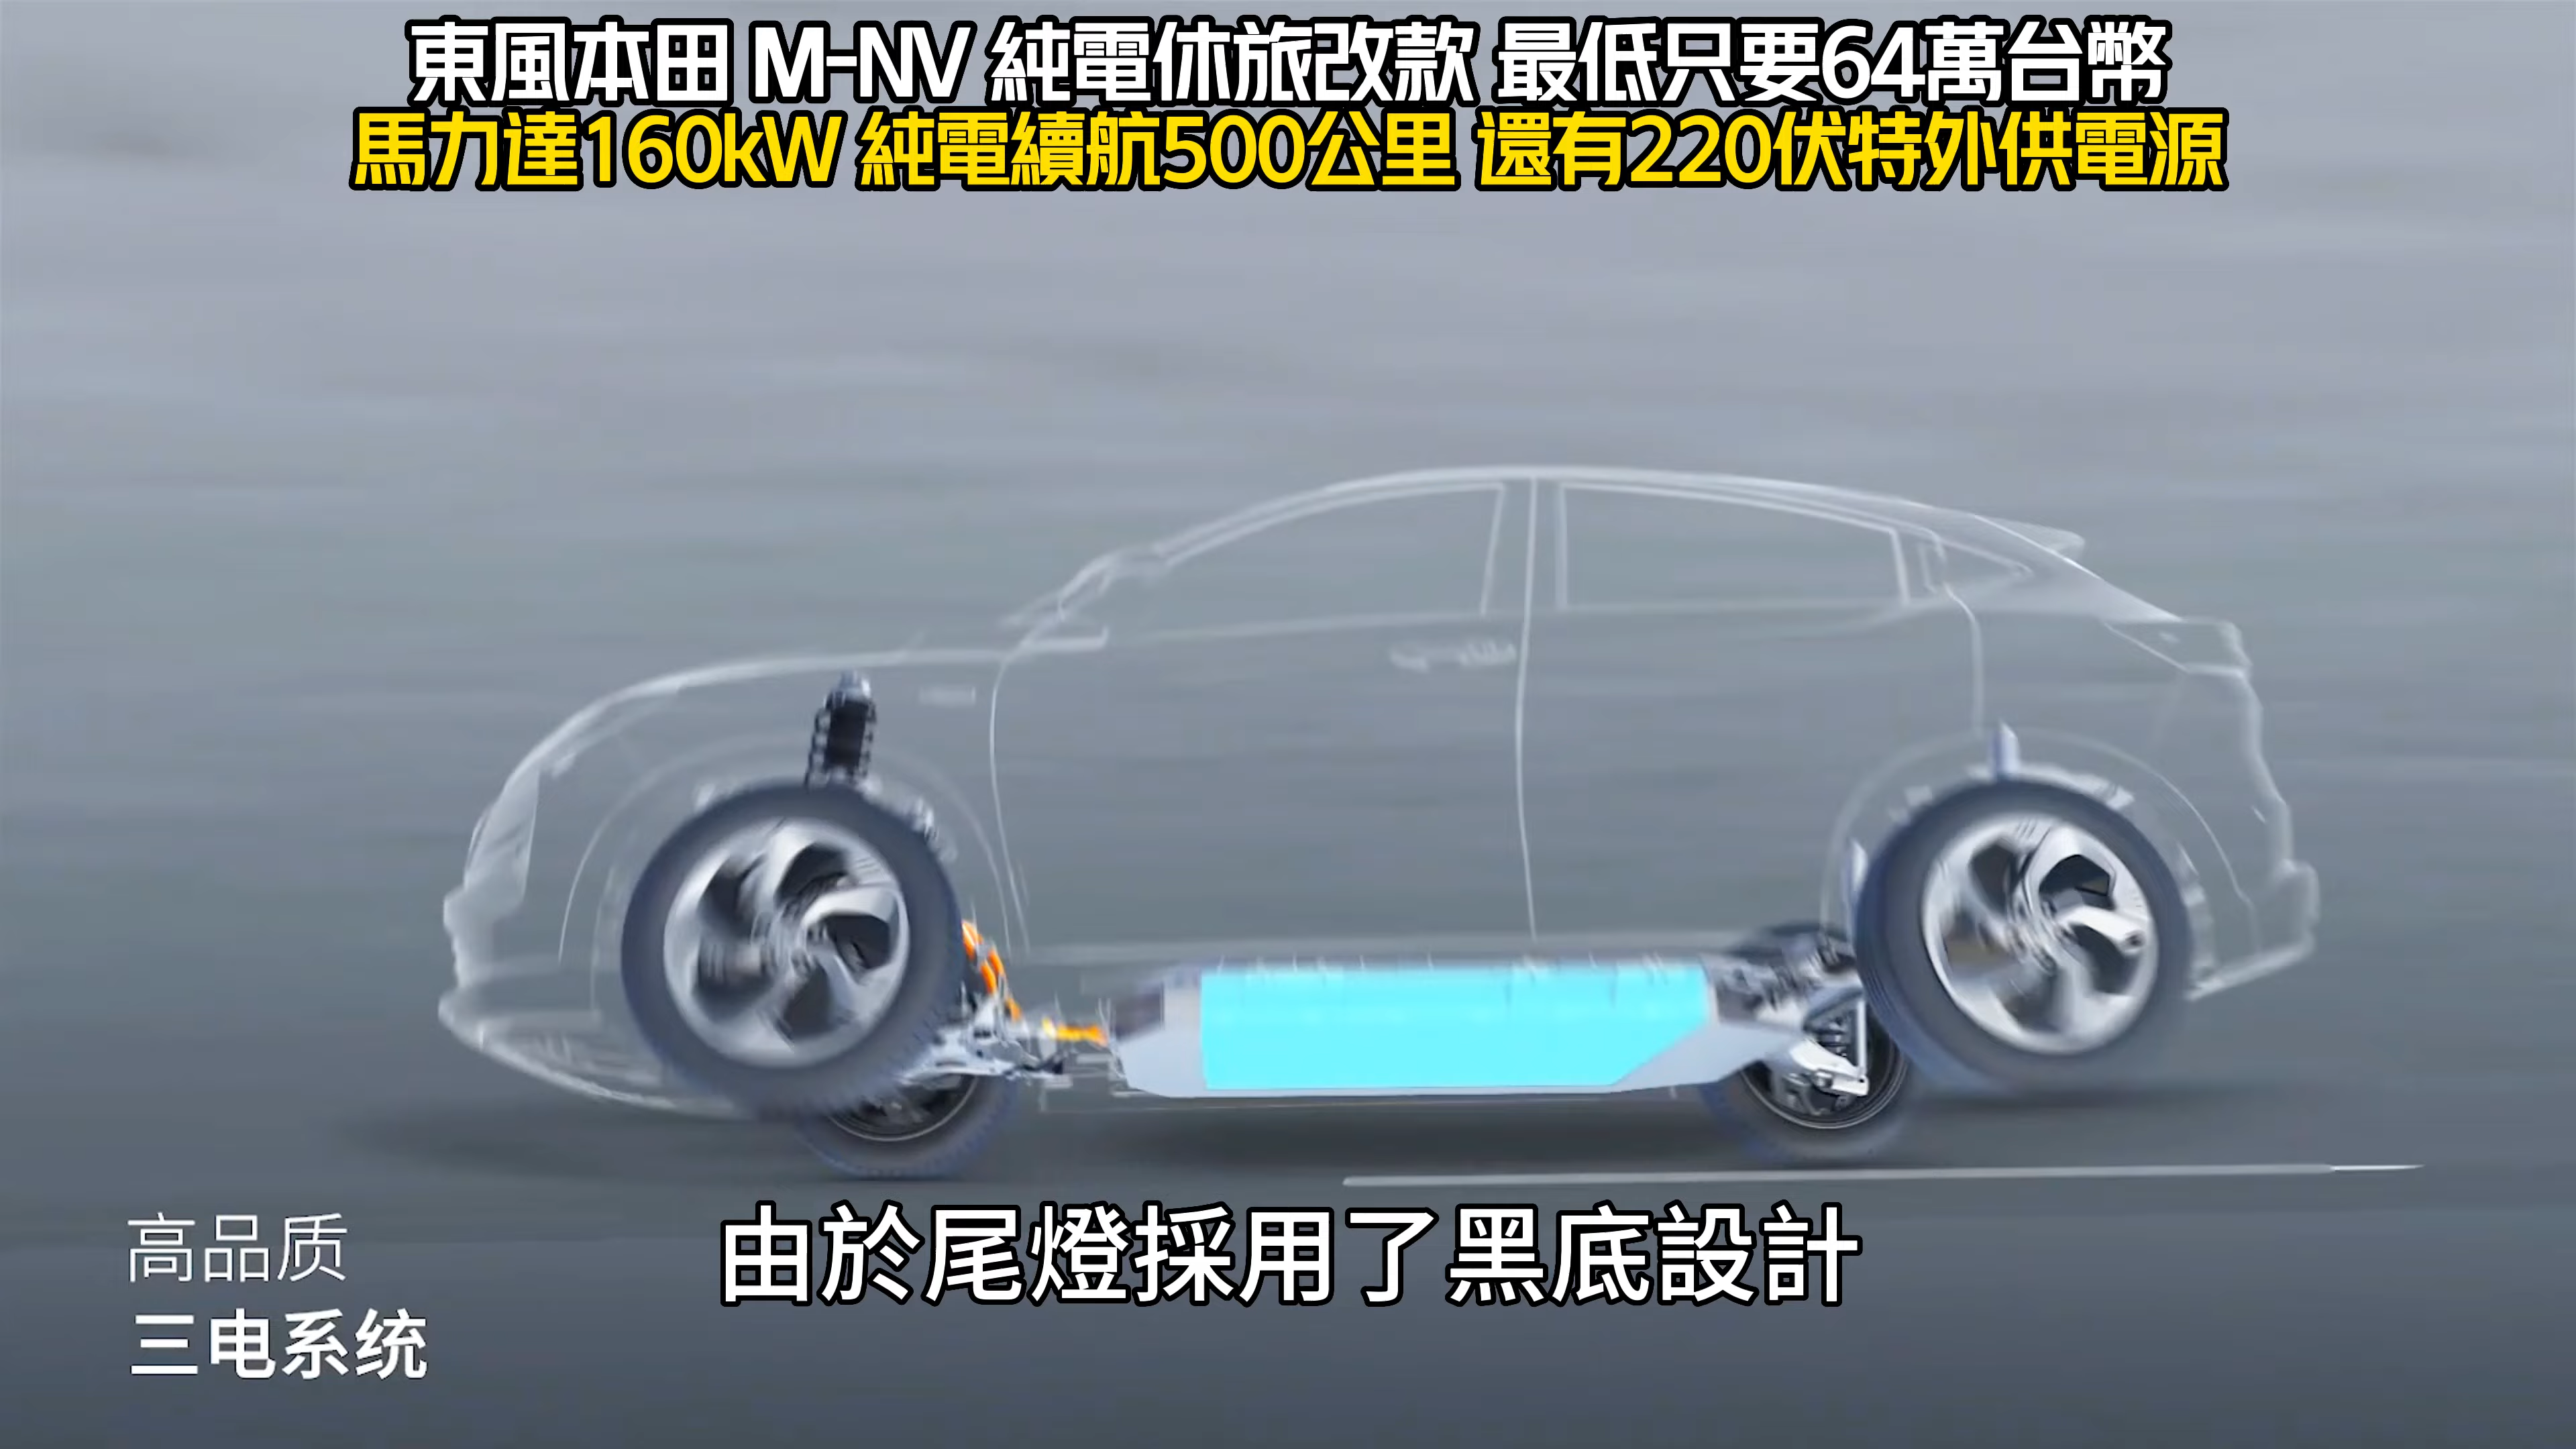 東風本田 M-NV 純電休旅改款 最低只要64萬台幣
馬力達160kW 純電續航500公里 還有220伏特外供電源
由於尾燈採用了黑底設計
高品质
三电系统